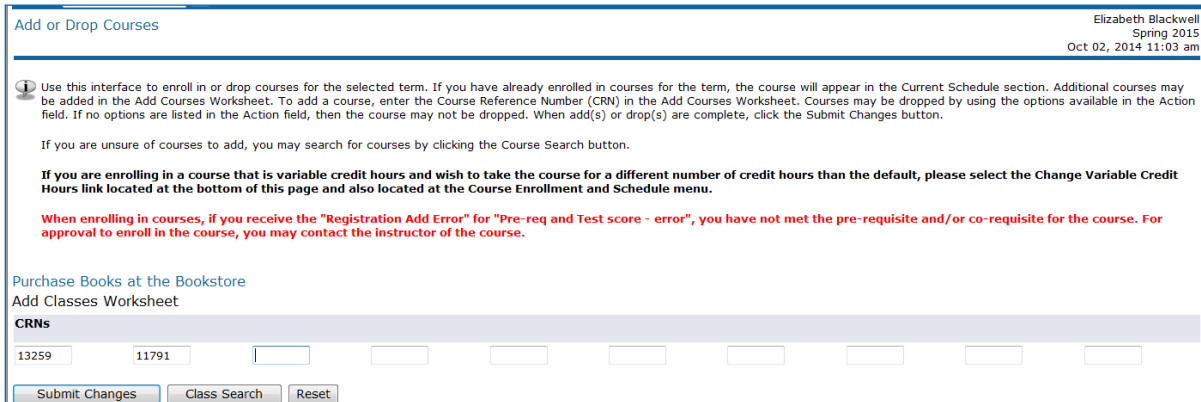 Add or Drop Courses
Elizabeth Blackwell
Spring 2015
Oct 02, 2014 11:03 am
Use this interface to enroll in or drop courses for the selected term. If you have already enrolled in courses for the term, the course will appear in the Current Schedule section. Additional courses may
be added in the Add Courses Worksheet. To add a course, enter the Course Reference Number (CRN) in the Add Courses Worksheet. Courses may be dropped by using the options available in the Action
field. If no options are listed in the Action field, then the course may not be dropped. When add(s) or drop(s) are complete, click the Submit Changes button.
If you are unsure of courses to add, you may search for courses by clicking the Course Search button.
If you are enrolling in a course that is variable credit hours and wish to take the course for a different number of credit hours than the default, please select the Change Variable Credit
Hours link located at the bottom of this page and also located at the Course Enrollment and Schedule menu.
When enrolling in courses, if you receive the "Registration Add Error" for "Pre-req and Test score - error", you have not met the pre-requisite and/or co-requisite for the course. For
approval to enroll in the course, you may contact the instructor of the course.
Purchase Books at the Bookstore
Add Classes Worksheet
CRNs
13259 11791
Submit Changes Class Search Reset